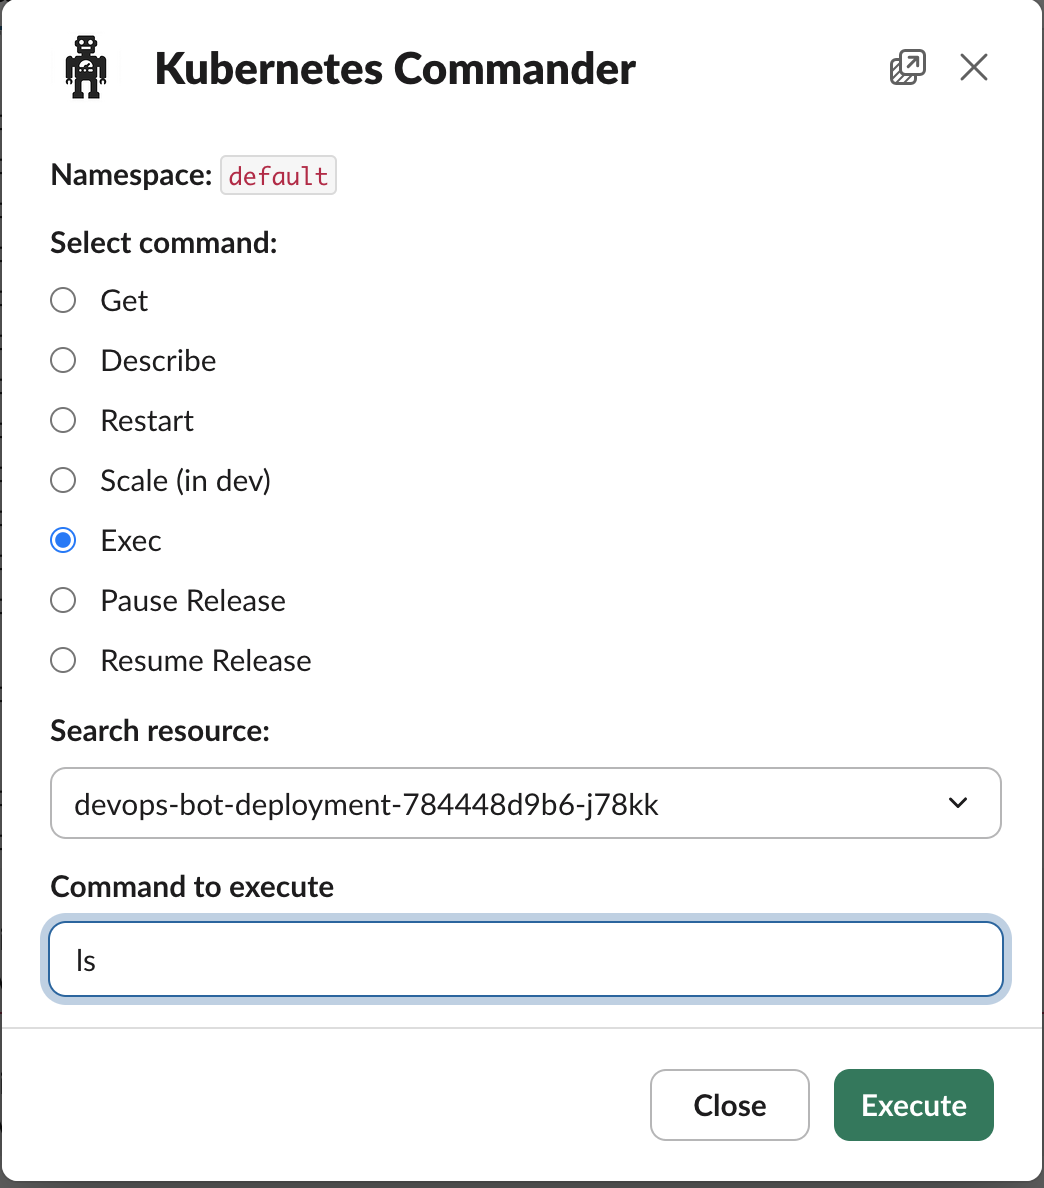 Kubernetes Commander
Namespace: default
Select command:
Get
Describe
Restart
Scale (in dev)
Exec
Pause Release
Resume Release
Search resource:
devops-bot-deployment-784448d9b6-j78kk
Command to execute
ls
Close Execute